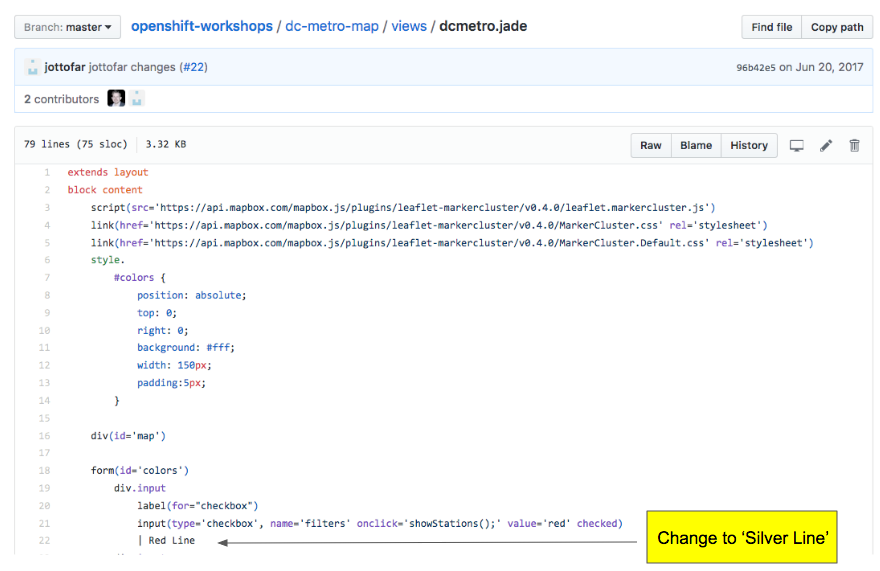 Branch: master
openshift-workshops / dc-metro-map / views / dcmetro.jade
Find file
Copy path
jottofar jottofar changes (#22)
96b42e5 on Jun 20, 2017
2 contributors
79 lines (75 sloc) 3.32 KB
Raw
Blame
History
1 extends layout
2 block content
3 script(src='https://api.mapbox.com/mapbox.js/plugins/leaflet-markercluster/v0.4.0/leaflet.markercluster.js')
4 link(href='https://api.mapbox.com/mapbox.js/plugins/leaflet-markercluster/v0.4.0/MarkerCluster.css' rel='stylesheet')
5 link(href='https://api.mapbox.com/mapbox.js/plugins/leaflet-markercluster/v0.4.0/MarkerCluster.Default.css' rel='stylesheet')
6 style.
7 #colors {
8 position: absolute;
9 top: 0;
10 right: 0;
11 background: #fff;
12 width: 150px;
13 padding:5px;
14 }
15
16 div(id='map')
17
18 form(id='colors')
19 div.input
20 label(for="checkbox")
21 input(type='checkbox', name='filters' onclick='showStations();' value='red' checked)
22 | Red Line
Change to ‘Silver Line’